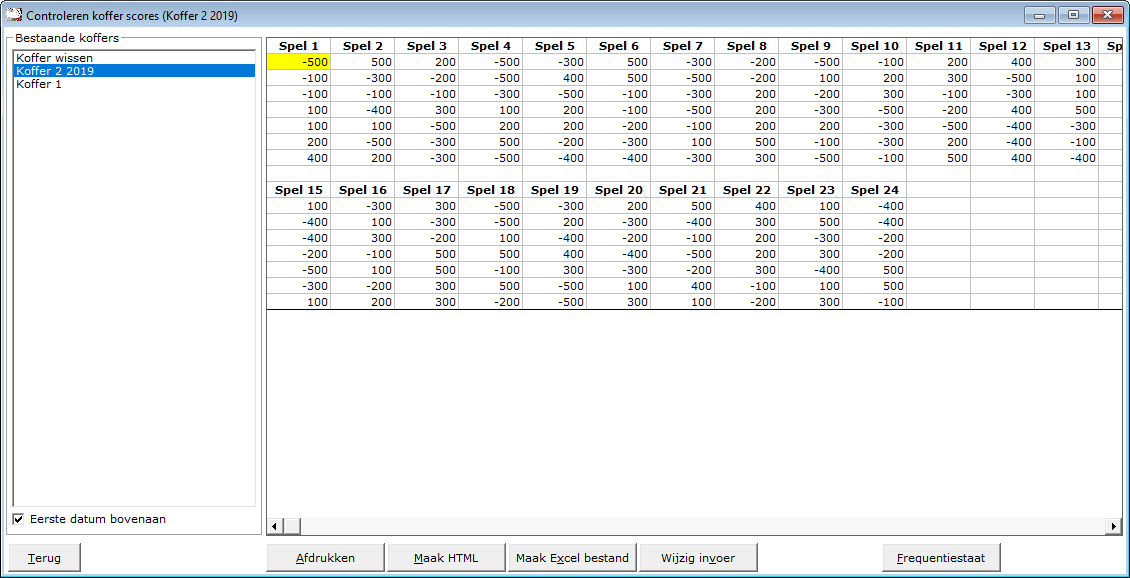 Controleren koffer scores (Koffer 2 2019)
Bestaande koffers
Koffer wissen
Koffer 2 2019
Koffer 1
Eerste datum bovenaan
Spel 1 Spel 2 Spel 3 Spel 4 Spel 5 Spel 6 Spel 7 Spel 8 Spel 9 Spel 10 Spel 11 Spel 12 Spel 13 Sp
-500 500 200 -500 -300 500 -300 -200 -500 -100 200 400 300
-100 -300 -200 -500 400 500 -500 -200 100 200 300 -500 100
-100 -100 -100 -300 -500 -100 -300 -200 -200 300 -100 -300 100
100 -400 300 100 200 -100 -500 200 -300 -500 -200 400 500
100 100 -500 200 200 -200 -100 200 200 -300 -500 -400 -300
200 -500 -300 500 -200 -300 100 500 -100 -300 200 -400 -100
400 200 -300 -500 -400 -400 -300 300 -500 -100 500 400 -400
Spel 15 Spel 16 Spel 17 Spel 18 Spel 19 Spel 20 Spel 21 Spel 22 Spel 23 Spel 24
100 -300 300 -500 -300 200 500 400 100 -400
-400 100 -300 -500 200 -300 -400 300 500 -400
-400 300 -200 100 -400 -200 -100 200 -300 -200
-200 -100 500 500 400 -400 -500 200 300 -200
-500 100 500 -100 300 -300 -200 300 -400 500
-300 -200 300 500 -500 100 400 -100 100 500
100 200 300 -200 -500 300 100 -200 300 -100
Terug Afdrukken Maak HTML Maak Excel bestand Wijzig invoer Frequentiestaat